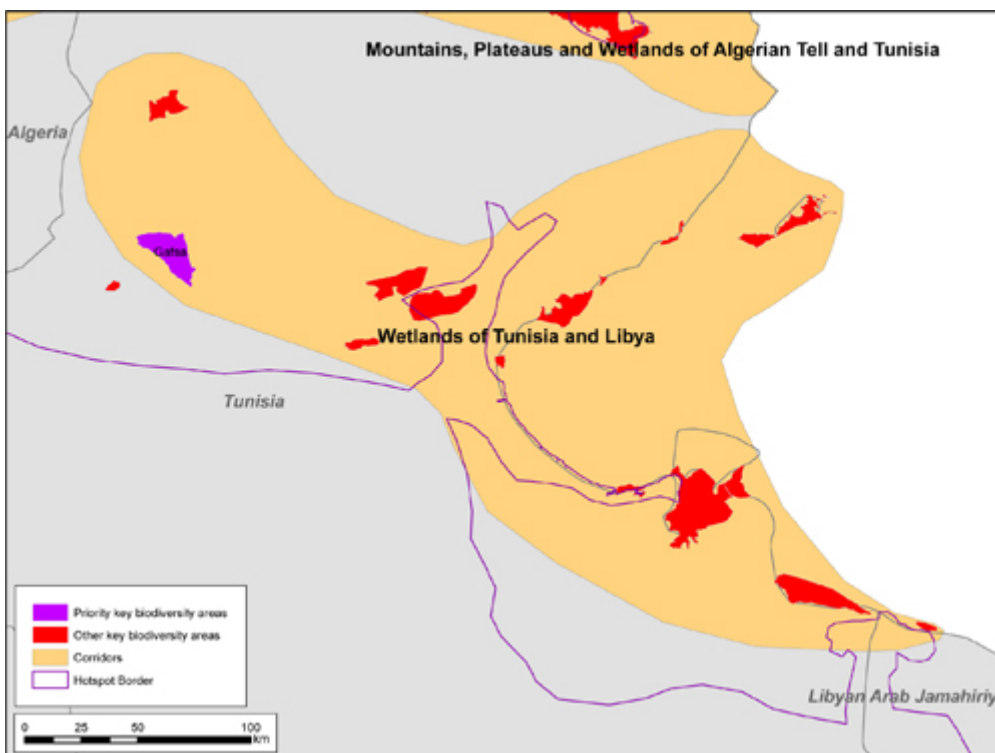 Mountains, Plateaus and Wetlands of Algerian Tell and Tunisia
Algeria
Gafsa
Wetlands of Tunisia and Libya
Tunisia
Priority key biodiversity areas
Other key biodiversity areas
Corridors
Hotspot Border
0 25 50 100
km
Libyan Arab Jamahiriy